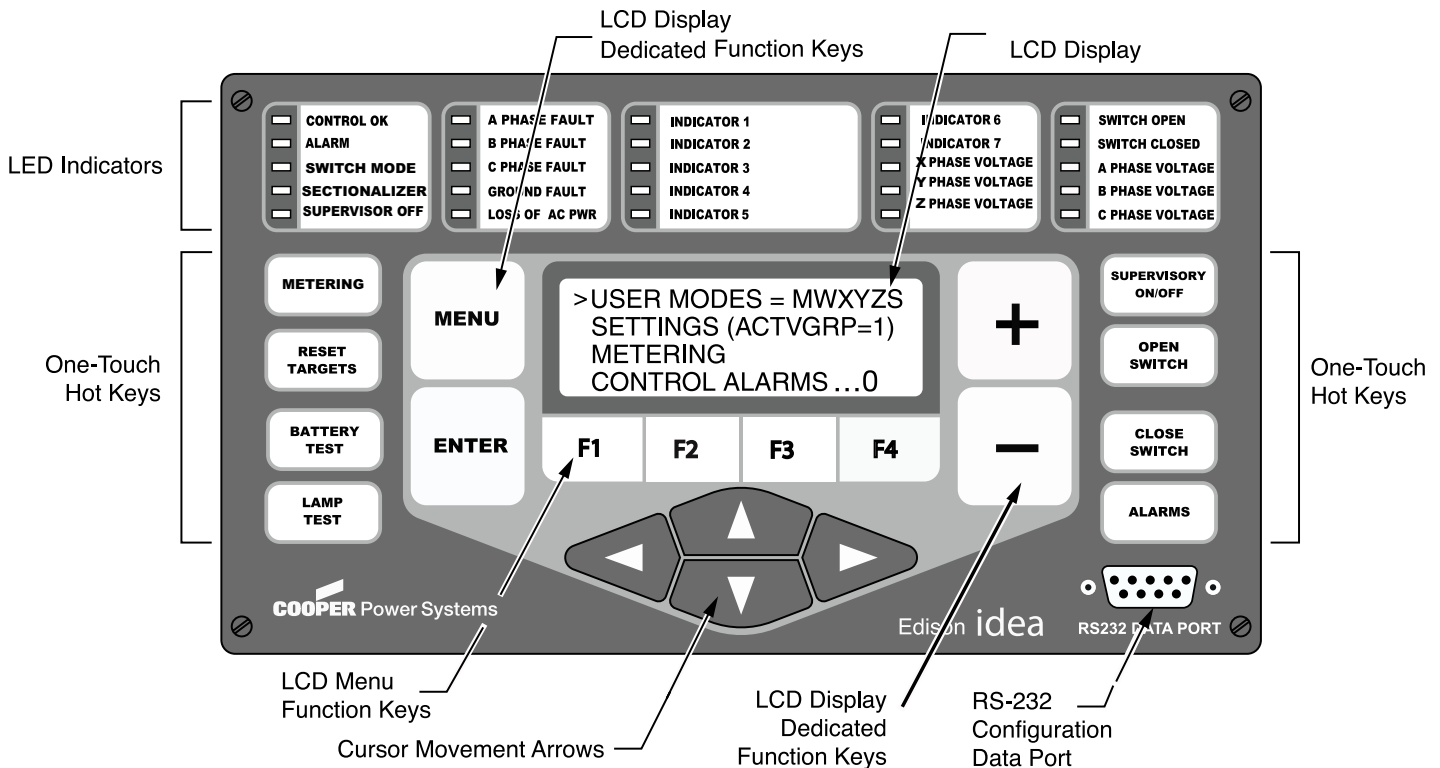 LCD Display
Dedicated Function Keys
LCD Display
LED Indicators
CONTROL OK
ALARM
SWITCH MODE
SECTIONALIZER
SUPERVISOR OFF
A PHASE FAULT
B PHASE FAULT
C PHASE FAULT
GROUND FAULT
LOSS OF AC PWR
INDICATOR 1
INDICATOR 2
INDICATOR 3
INDICATOR 4
INDICATOR 5
INDICATOR 6
INDICATOR 7
X PHASE VOLTAGE
Y PHASE VOLTAGE
Z PHASE VOLTAGE
SWITCH OPEN
SWITCH CLOSED
A PHASE VOLTAGE
B PHASE VOLTAGE
C PHASE VOLTAGE
One-Touch
Hot Keys
METERING
RESET
TARGETS
BATTERY
TEST
LAMP
TEST
MENU
ENTER
>USER MODES = MWXYZS
SETTINGS (ACTVGRP=1)
METERING
CONTROL ALARMS ...0
F1
F2
F3
F4
+
−
SUPERVISORY
ON/OFF
OPEN
SWITCH
CLOSE
SWITCH
ALARMS
One-Touch
Hot Keys
COOPER Power Systems
Edison idea
RS232 DATA PORT
LCD Menu
Function Keys
Cursor Movement Arrows
LCD Display
Dedicated
Function Keys
RS-232
Configuration
Data Port